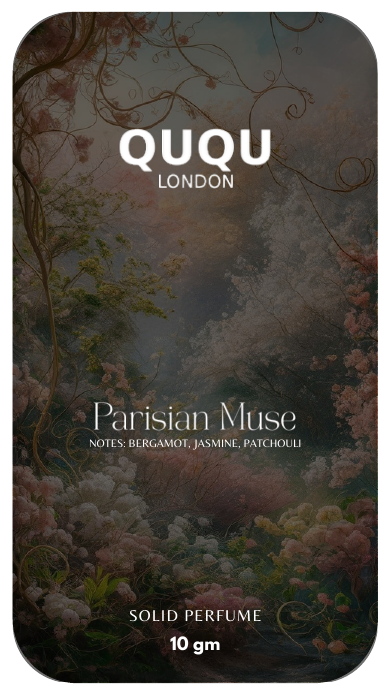 QUQU
LONDON
Parisian Muse
NOTES: BERGAMOT, JASMINE, PATCHOULI
SOLID PERFUME
10 gm